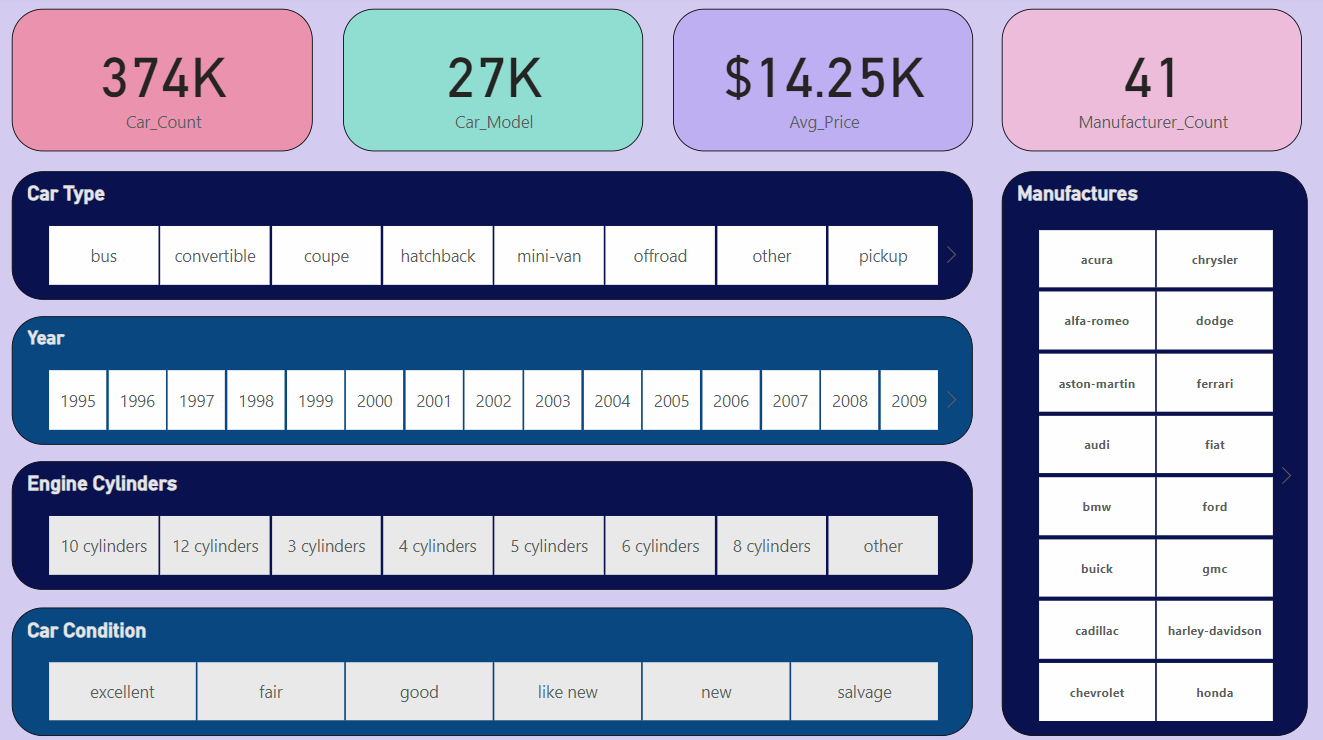 374K
Car_Count
27K
Car_Model
$14.25K
Avg_Price
41
Manufacturer_Count
Car Type
bus convertible coupe hatchback mini-van offroad other pickup
Year
1995 1996 1997 1998 1999 2000 2001 2002 2003 2004 2005 2006 2007 2008 2009
Engine Cylinders
10 cylinders 12 cylinders 3 cylinders 4 cylinders 5 cylinders 6 cylinders 8 cylinders other
Car Condition
excellent fair good like new new salvage
Manufactures
acura chrysler
alfa-romeo dodge
aston-martin ferrari
audi fiat
bmw ford
buick gmc
cadillac harley-davidson
chevrolet honda